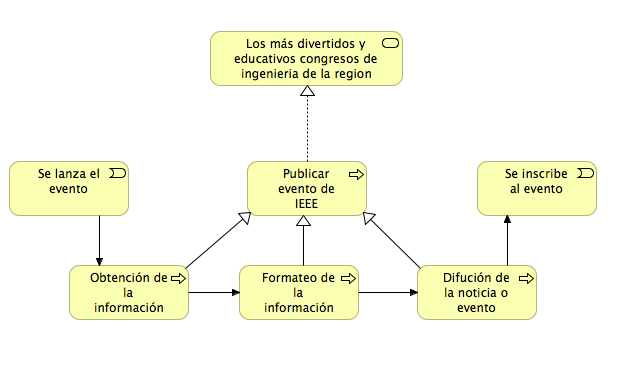 Los más divertidos y
educativos congresos de
ingenieria de la region
Se lanza el
evento
Publicar
evento de
IEEE
Se inscribe
al evento
Obtención de
la
información
Formateo de
la
información
Difución de
la noticia o
evento